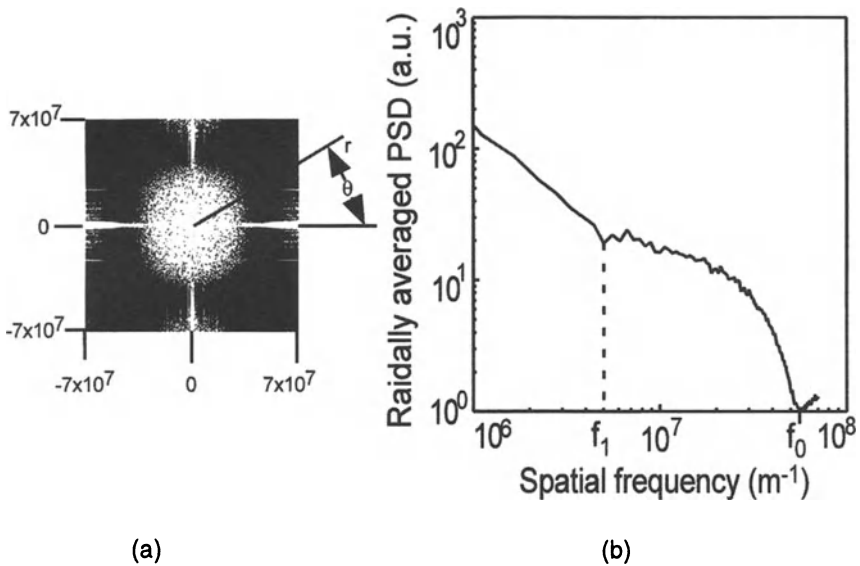 7x10⁷
0
-7x10⁷
-7x10⁷
0
7x10⁷
r
θ
(a)
Raidally averaged PSD (a.u.)
10³
10²
10¹
10⁰
10⁶
f₁
10⁷
f₀
10⁸
Spatial frequency (m⁻¹)
(b)